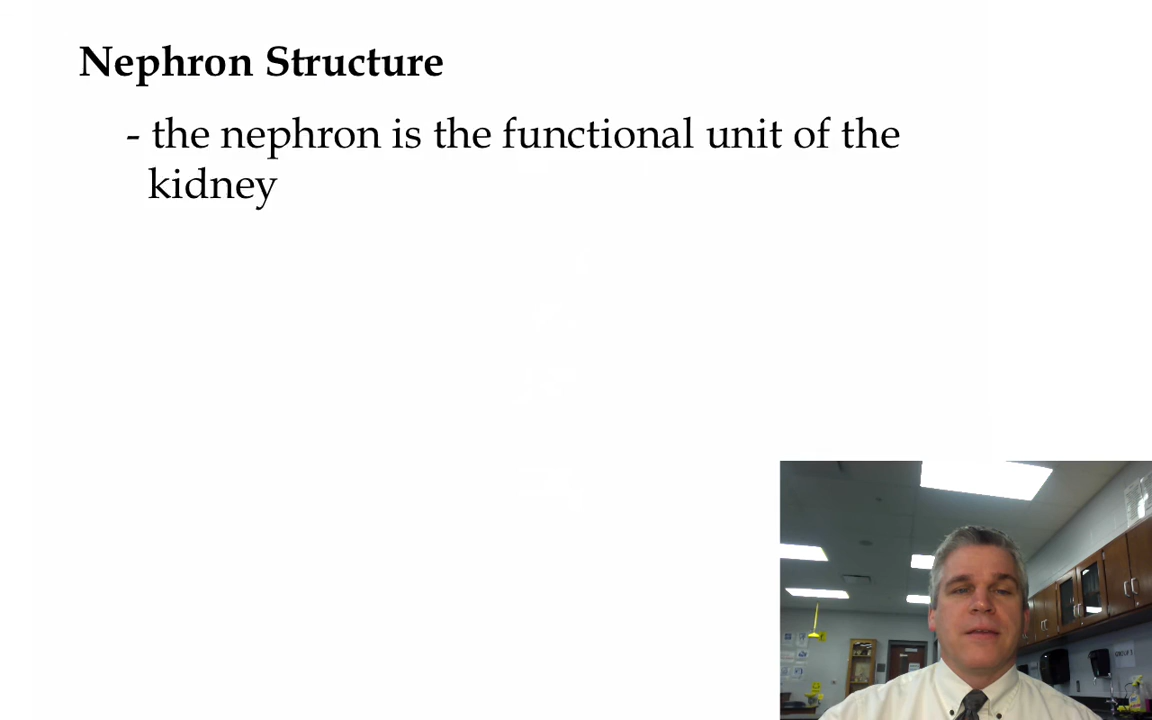 Nephron Structure
- the nephron is the functional unit of the
kidney